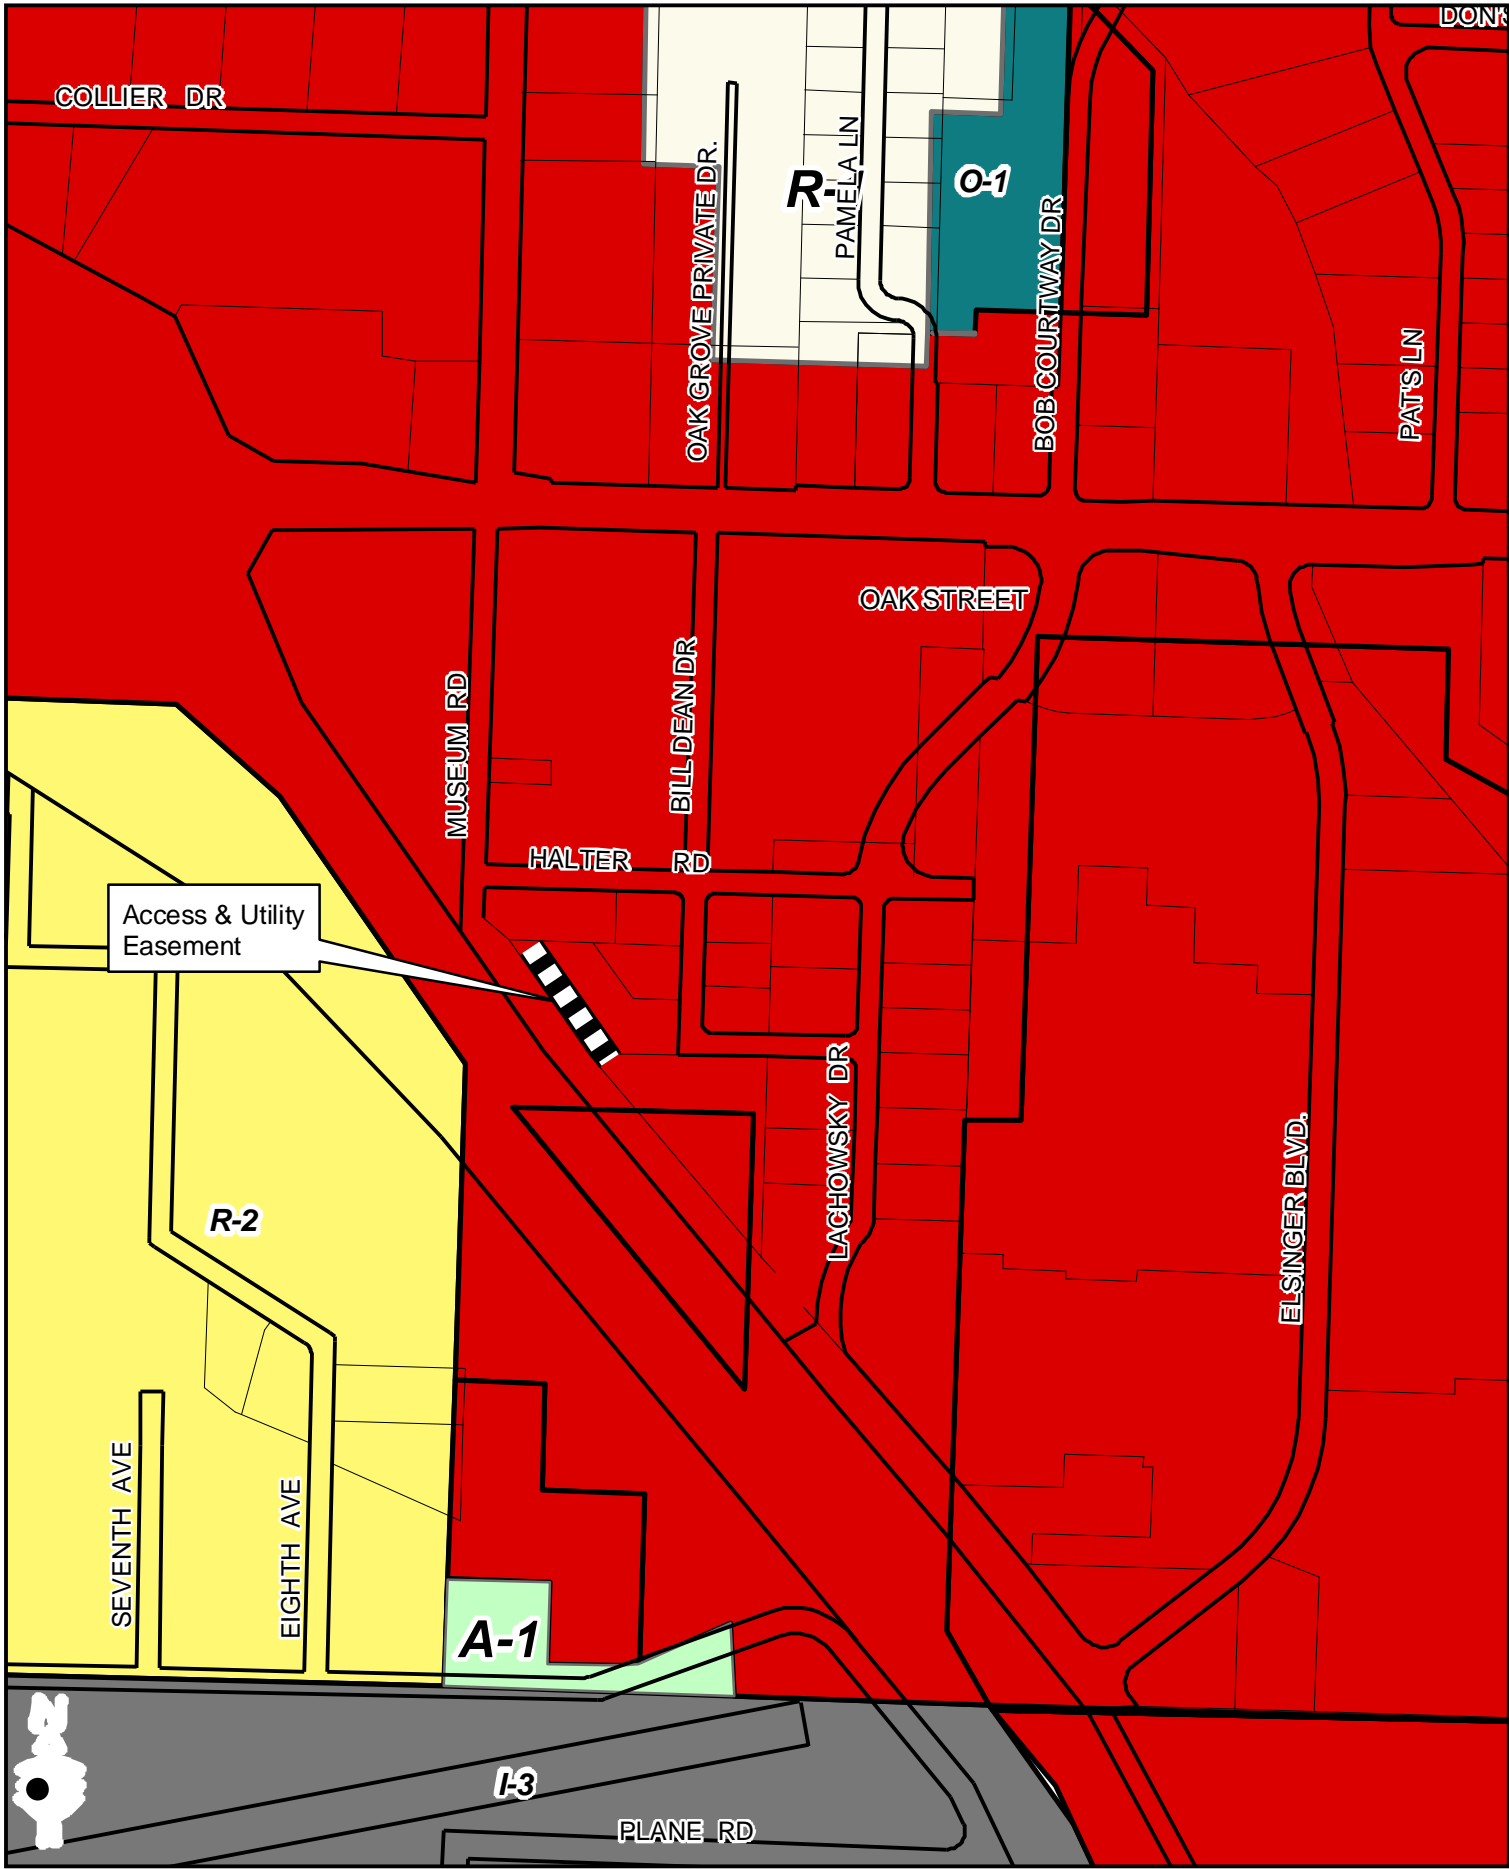 DON'S
COLLIER DR
OAK GROVE PRIVATE DR.
R-
PAMELA LN
O-1
BOB COURTWAY DR
PAT'S LN
OAK STREET
MUSEUM RD
BILL DEAN DR
HALTER RD
Access & Utility
Easement
LACHOWSKY DR
ELSINGER BLVD.
R-2
SEVENTH AVE
EIGHTH AVE
A-1
N
I-3
PLANE RD